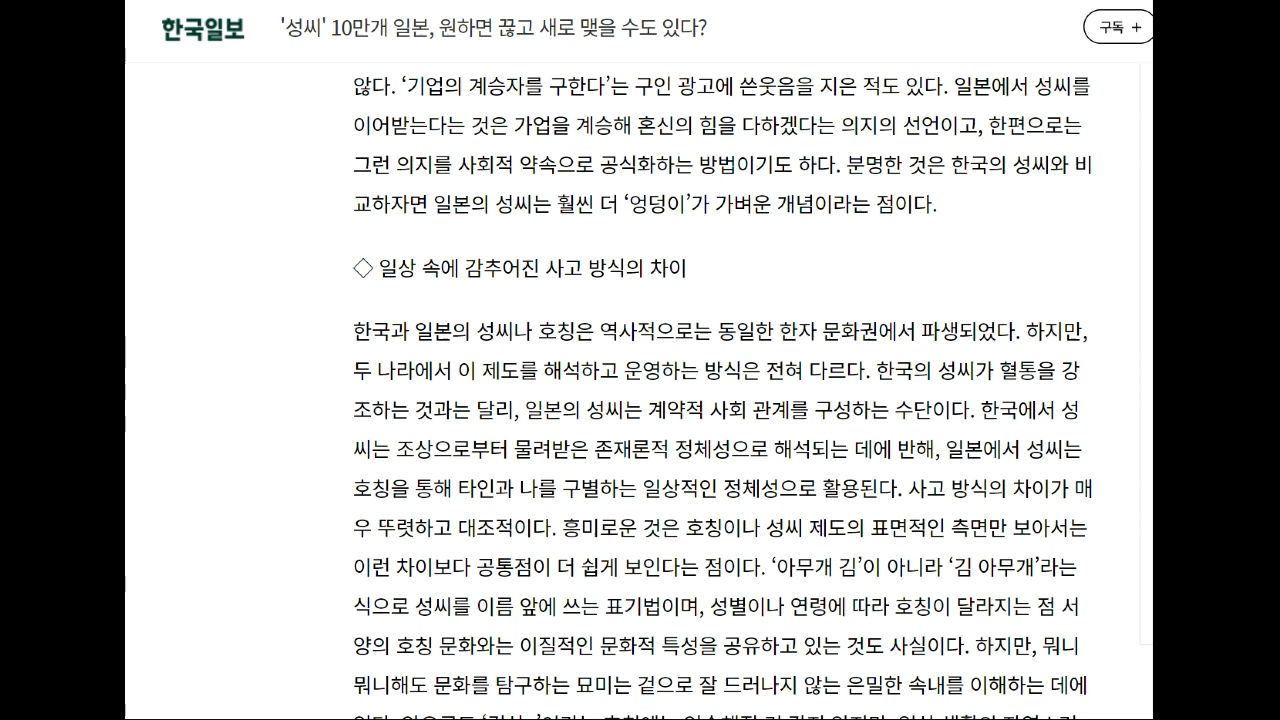 한국일보
'성씨' 10만개 일본, 원하면 끊고 새로 맺을 수도 있다?
구독 +
않다. ‘기업의 계승자를 구한다’는 구인 광고에 쓴웃음을 지은 적도 있다. 일본에서 성씨를
이어받는다는 것은 가업을 계승해 혼신의 힘을 다하겠다는 의지의 선언이고, 한편으로는
그런 의지를 사회적 약속으로 공식화하는 방법이기도 하다. 분명한 것은 한국의 성씨와 비
교하자면 일본의 성씨는 훨씬 더 ‘엉덩이’가 가벼운 개념이라는 점이다.
◇ 일상 속에 감추어진 사고 방식의 차이
한국과 일본의 성씨나 호칭은 역사적으로는 동일한 한자 문화권에서 파생되었다. 하지만,
두 나라에서 이 제도를 해석하고 운영하는 방식은 전혀 다르다. 한국의 성씨가 혈통을 강
조하는 것과는 달리, 일본의 성씨는 계약적 사회 관계를 구성하는 수단이다. 한국에서 성
씨는 조상으로부터 물려받은 존재론적 정체성으로 해석되는 데에 반해, 일본에서 성씨는
호칭을 통해 타인과 나를 구별하는 일상적인 정체성으로 활용된다. 사고 방식의 차이가 매
우 뚜렷하고 대조적이다. 흥미로운 것은 호칭이나 성씨 제도의 표면적인 측면만 보아서는
이런 차이보다 공통점이 더 쉽게 보인다는 점이다. ‘아무개 김’이 아니라 ‘김 아무개’라는
식으로 성씨를 이름 앞에 쓰는 표기법이며, 성별이나 연령에 따라 호칭이 달라지는 점 서
양의 호칭 문화와는 이질적인 문화적 특성을 공유하고 있는 것도 사실이다. 하지만, 뭐니
뭐니해도 문화를 탐구하는 묘미는 겉으로 잘 드러나지 않는 은밀한 속내를 이해하는 데에